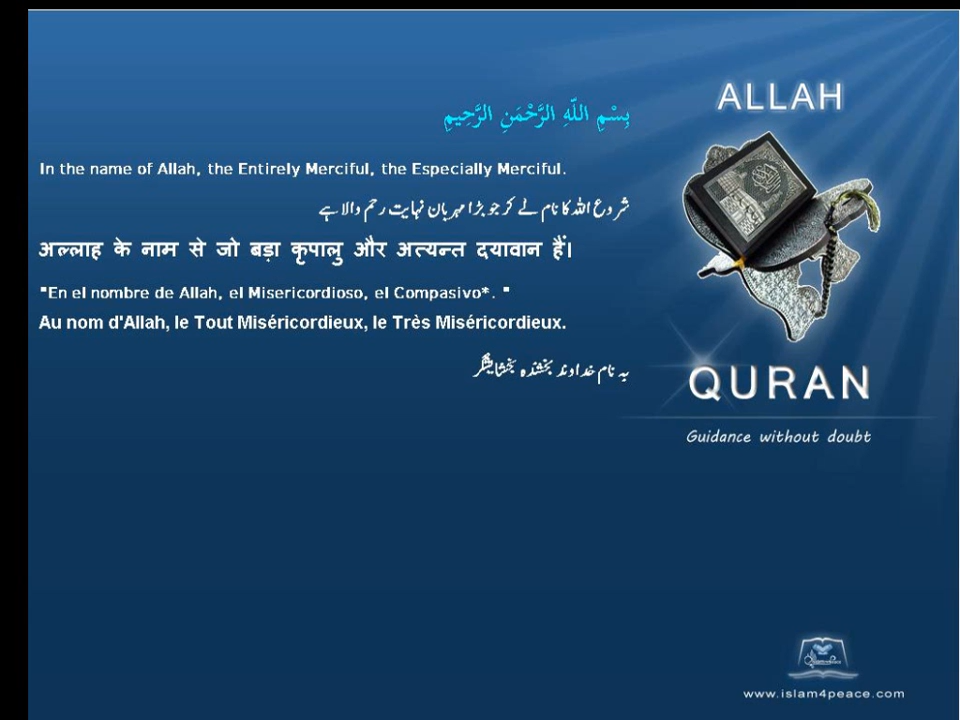 بِسْمِ اللّهِ الرَّحْمَنِ الرَّحِيمِ
In the name of Allah, the Entirely Merciful, the Especially Merciful.
شروع الله کا نام لے کر جو بڑا مہربان نہایت رحم والا ہے
अल्लाह के नाम से जो बड़ा कृपालु और अत्यन्त दयावान हैं।
"En el nombre de Allah, el Misericordioso, el Compasivo*. "
Au nom d'Allah, le Tout Miséricordieux, le Très Miséricordieux.
به نام خداوند بخشنده بخشایشگر
ALLAH
QURAN
Guidance without doubt
www.islam4peace.com